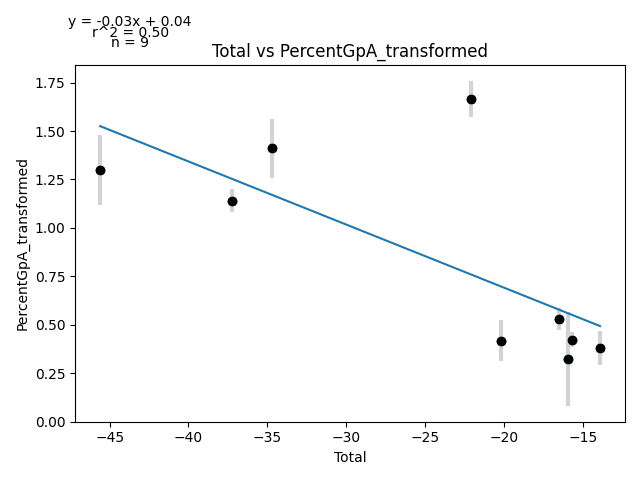 y = -0.03x + 0.04
r^2 = 0.50
n = 9
Total vs PercentGpA_transformed
PercentGpA_transformed
1.75
1.50
1.25
1.00
0.75
0.50
0.25
0.00
−45 −40 −35 −30 −25 −20 −15
Total